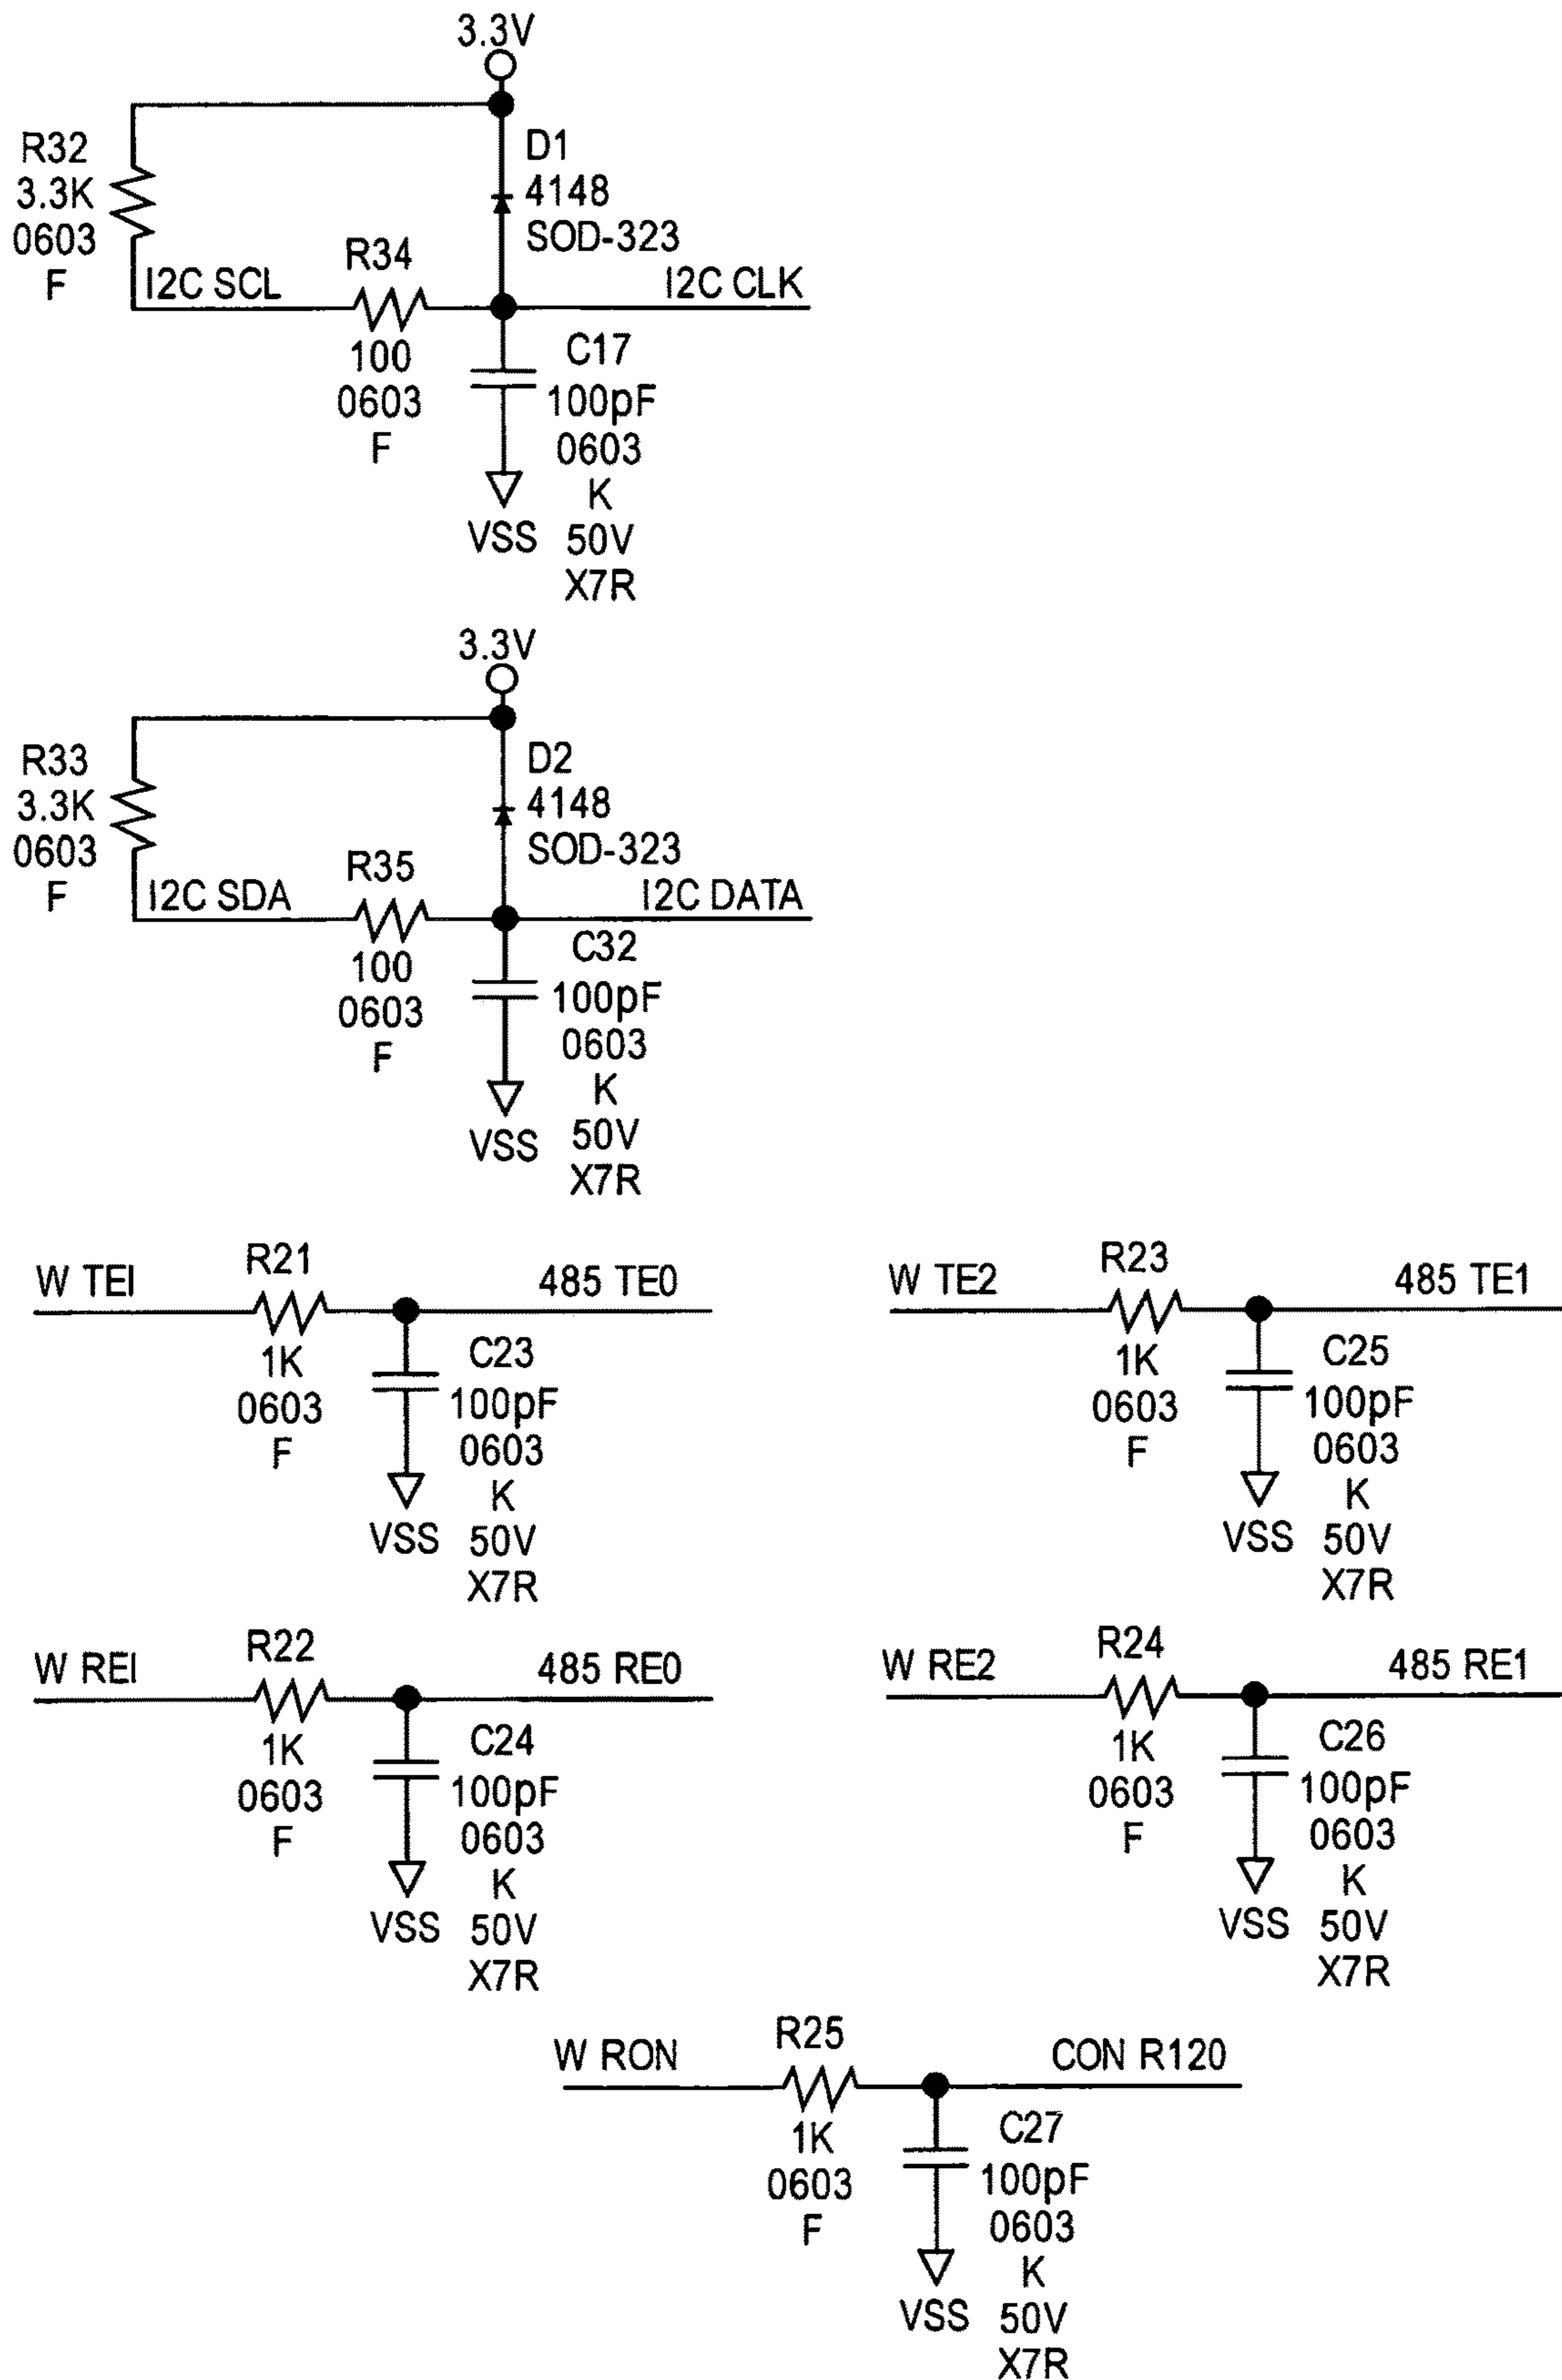 3.3V
R32
3.3K
0603
F
D1
4148
SOD-323
I2C SCL
R34
100
0603
F
I2C CLK
C17
100pF
0603
K
50V
X7R
VSS
3.3V
R33
3.3K
0603
F
D2
4148
SOD-323
I2C SDA
R35
100
0603
F
I2C DATA
C32
100pF
0603
K
50V
X7R
VSS
W TEI
R21
1K
0603
F
485 TE0
C23
100pF
0603
K
50V
X7R
VSS
W TE2
R23
1K
0603
F
485 TE1
C25
100pF
0603
K
50V
X7R
VSS
W REI
R22
1K
0603
F
485 RE0
C24
100pF
0603
K
50V
X7R
VSS
W RE2
R24
1K
0603
F
485 RE1
C26
100pF
0603
K
50V
X7R
VSS
W RON
R25
1K
0603
F
CON R120
C27
100pF
0603
K
50V
X7R
VSS